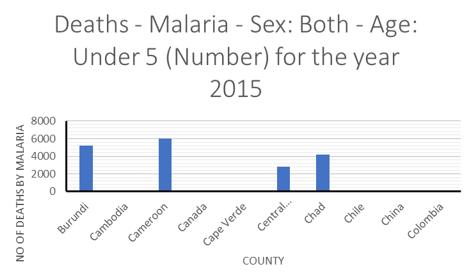 Deaths - Malaria - Sex: Both - Age:
Under 5 (Number) for the year
2015
NO OF DEATHS BY MALARIA
8000
6000
4000
2000
0
Burundi
Cambodia
Cameroon
Canada
Cape Verde
Central...
Chad
Chile
China
Colombia
COUNTY